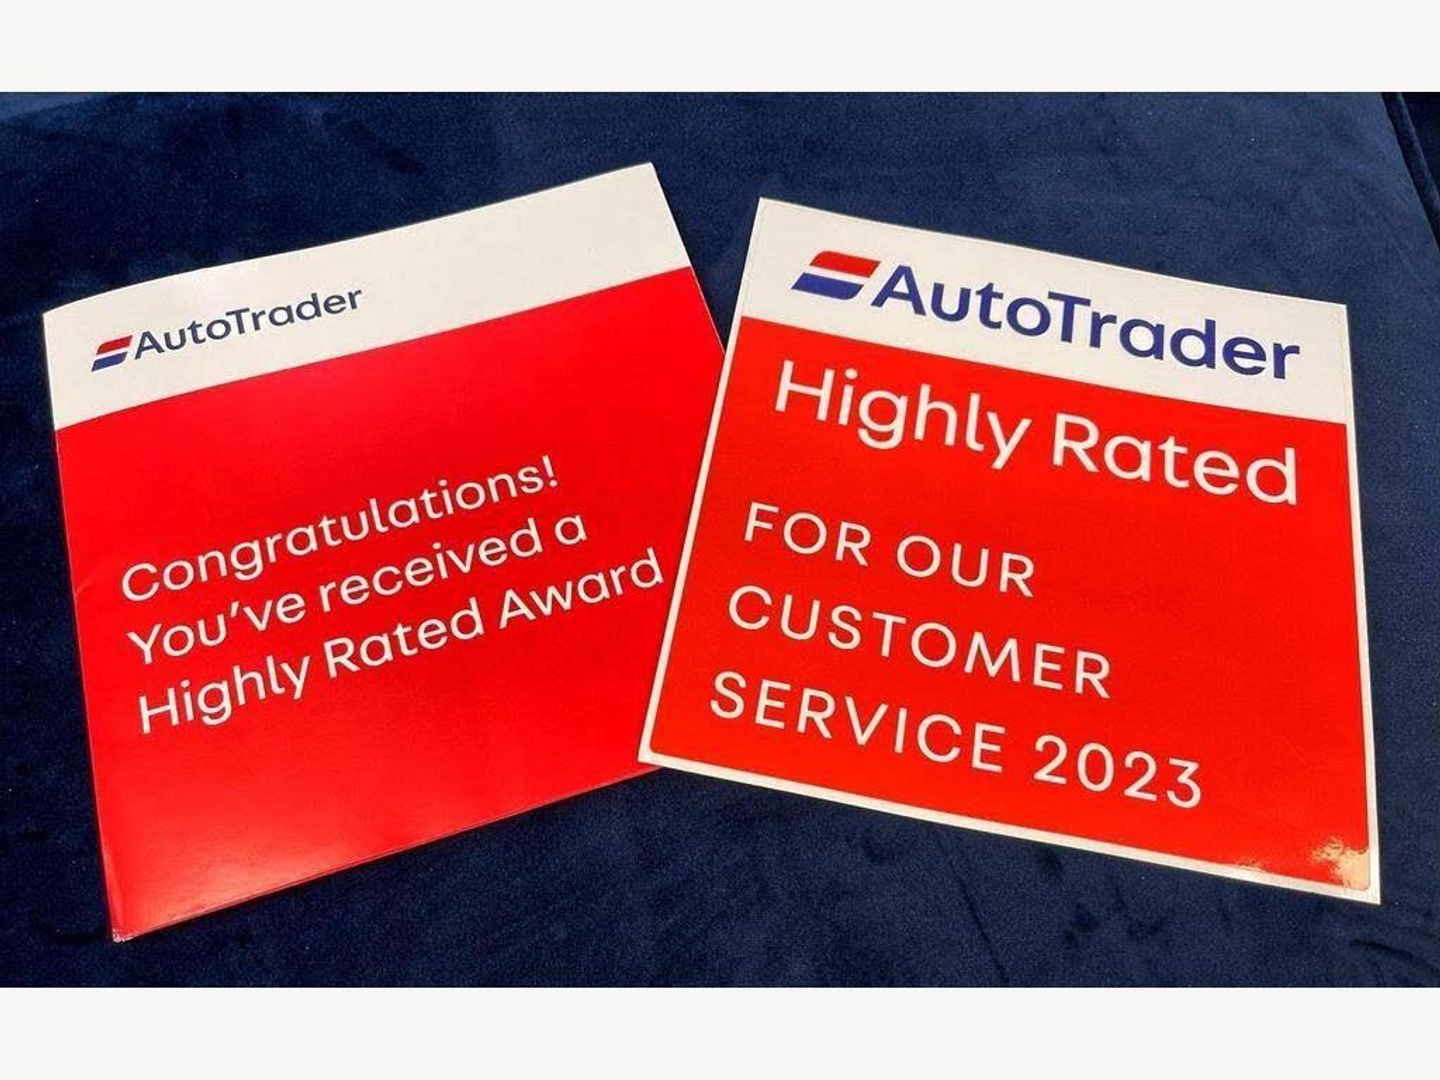 AutoTrader
Congratulations!
You've received a
Highly Rated Award
AutoTrader
Highly Rated
FOR OUR
CUSTOMER
SERVICE 2023